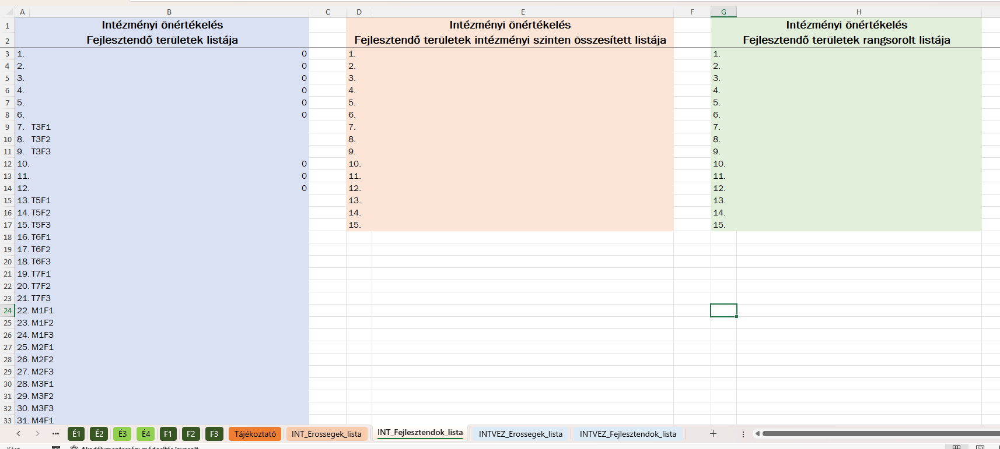 A B C D E F G H
1 Intézményi önértékelés Intézményi önértékelés Intézményi önértékelés
2 Fejlesztendő területek listája Fejlesztendő területek intézményi szinten összesített listája Fejlesztendő területek rangsorolt listája
3 1. 0 1. 1.
4 2. 0 2. 2.
5 3. 0 3. 3.
6 4. 0 4. 4.
7 5. 0 5. 5.
8 6. 0 6. 6.
9 7. T3F1 7. 7.
10 8. T3F2 8. 8.
11 9. T3F3 9. 9.
12 10. 0 10. 10.
13 11. 0 11. 11.
14 12. 0 12. 12.
15 13. T5F1 13. 13.
16 14. T5F2 14. 14.
17 15. T5F3 15. 15.
18 16. T6F1
19 17. T6F2
20 18. T6F3
21 19. T7F1
22 20. T7F2
23 21. T7F3
24 22. M1F1
25 23. M1F2
26 24. M1F3
27 25. M2F1
28 26. M2F2
29 27. M2F3
30 28. M3F1
31 29. M3F2
32 30. M3F3
33 31. M4F1
É1 É2 É3 É4 F1 F2 F3 Tájékoztató INT_Erossegek_lista INT_Fejlesztendok_lista INTVEZ_Erossegek_lista INTVEZ_Fejlesztendok_lista